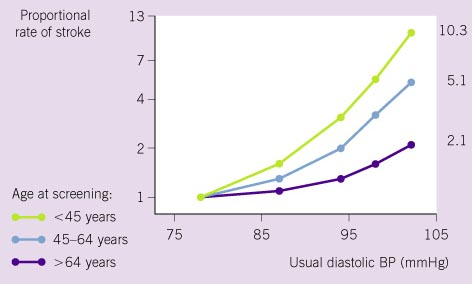 Proportional
rate of stroke
13
7
4
2
1
10.3
5.1
2.1
75
85
95
105
Usual diastolic BP (mmHg)
Age at screening:
<45 years
45–64 years
>64 years